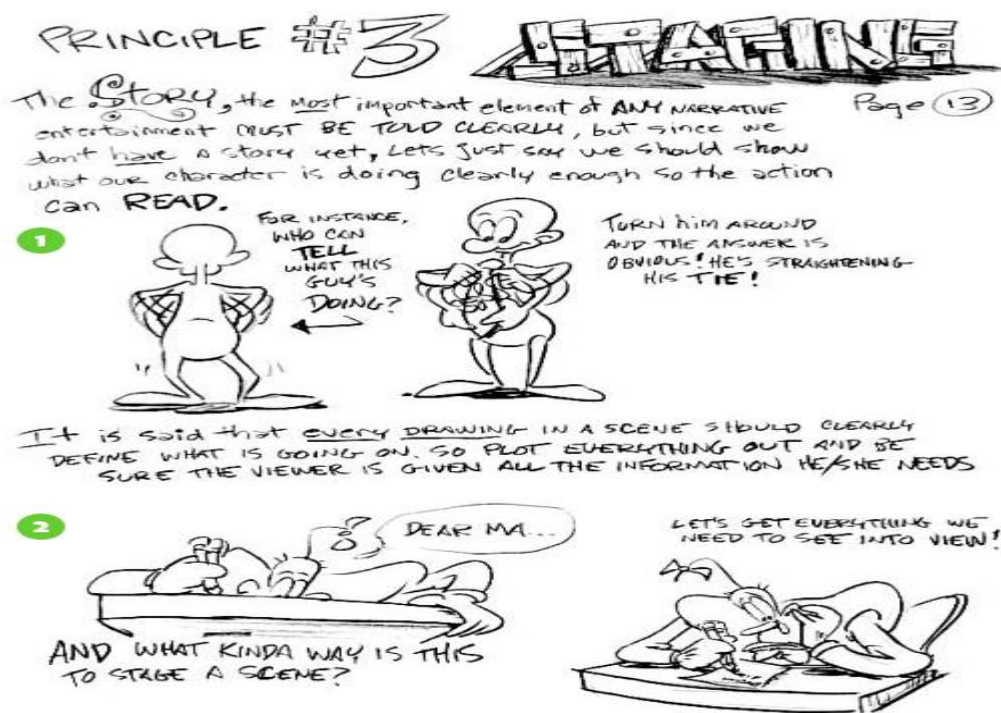 PRINCIPLE #3 STAGING
Page 13
The STORY, the MOST important element of ANY NARRATIVE
entertainment MUST BE TOLD CLEARLY, but since we
don't have a story yet, Lets Just say we should show
what our character is doing clearly enough so the action
can READ.
1
FOR INSTANCE,
WHO CAN
TELL
WHAT THIS
GUY'S
DOING?
TURN him AROUND
AND THE ANSWER IS
OBVIOUS! HE'S STRAIGHTENING
HIS TIE!
It is said that every DRAWING IN A SCENE SHOULD CLEARLY
DEFINE WHAT IS GOING ON. SO PLOT EVERYTHING OUT AND BE
SURE THE VIEWER IS GIVEN ALL THE INFORMATION HE/SHE NEEDS
2
DEAR MA...
AND WHAT KINDA WAY IS THIS
TO STAGE A SCENE?
LET'S GET EVERYTHING WE
NEED TO SEE INTO VIEW!